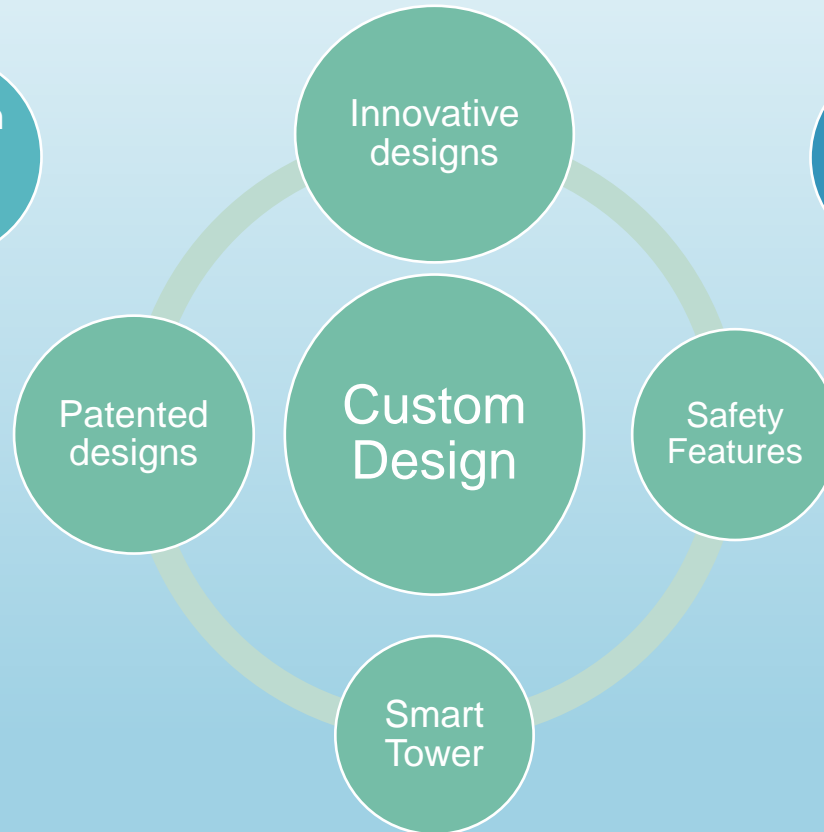 Innovative
designs
Patented
designs
Custom
Design
Safety
Features
Smart
Tower